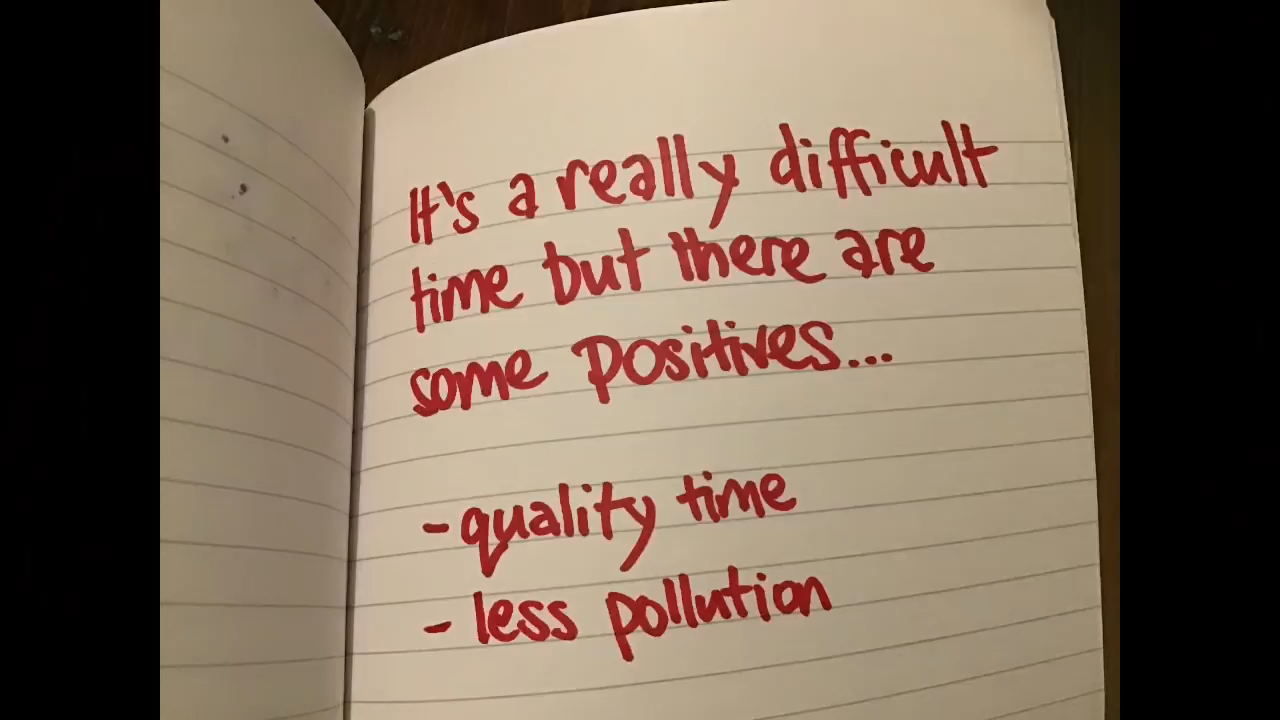 It's a really difficult
time but there are
some positives...
- quality time
- less pollution